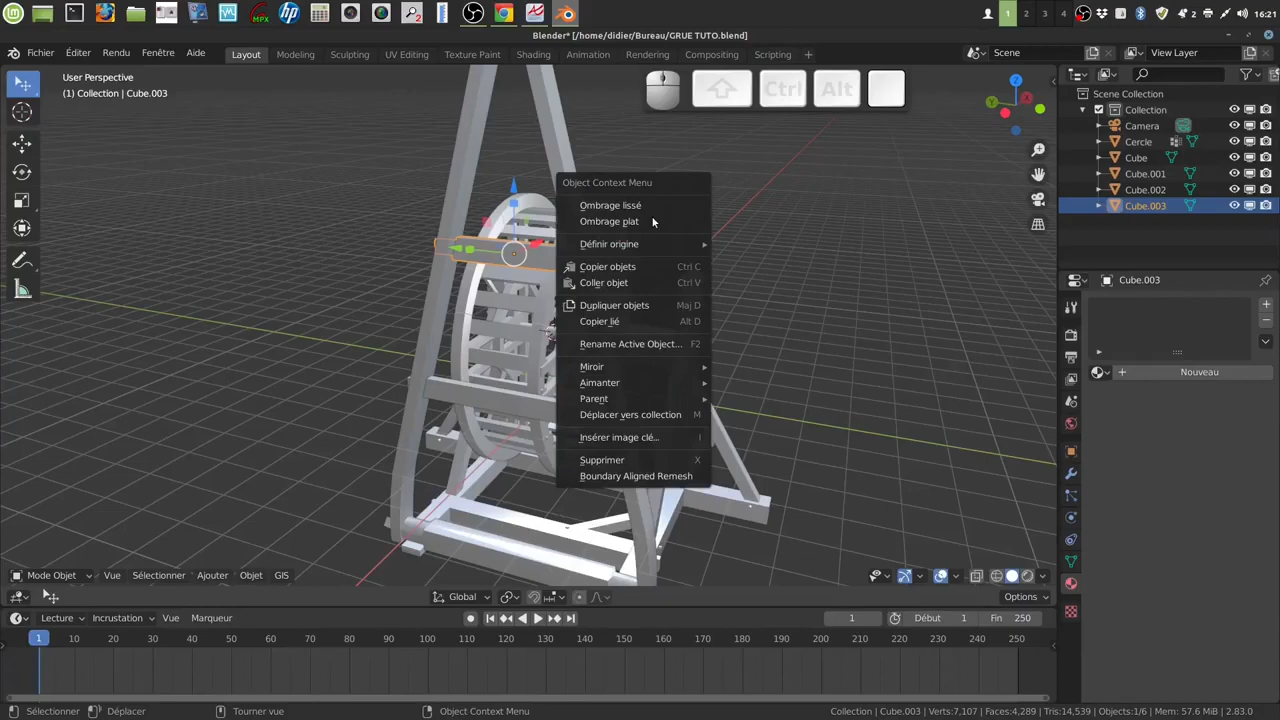 MPX
1
2
3
4
16:21
Blender* [/home/didier/Bureau/GRUE TUTO.blend]
Fichier Éditer Rendu Fenêtre Aide
Layout Modeling Sculpting UV Editing Texture Paint Shading Animation Rendering Compositing Scripting +
Scene
View Layer
User Perspective
(1) Collection | Cube.003
Ctrl
Alt
Z
Y
X
Scene Collection
Collection
Camera
Cercle
Cube
Cube.001
Cube.002
Cube.003
Object Context Menu
Ombrage lissé
Ombrage plat
Définir origine
Copier objets Ctrl C
Coller objet Ctrl V
Dupliquer objets Maj D
Copier lié Alt D
Rename Active Object... F2
Miroir
Aimanter
Parent
Déplacer vers collection M
Insérer image clé... I
Supprimer X
Boundary Aligned Remesh
Cube.003
Nouveau
Mode Objet Vue Sélectionner Ajouter Objet GIS
Global
Options
Lecture Incrustation Vue Marqueur
1
Début 1
Fin 250
1 10 20 30 40 50 60 70 80 90 100 110 120 130 140 150 160 170 180 190 200 210 220 230 240 250
Sélectionner Déplacer Tourner vue Object Context Menu
Collection | Cube.003 | Verts:7,107 | Faces:4,289 | Tris:14,539 | Objects:1/6 | Mem: 57.6 MiB | 2.83.0